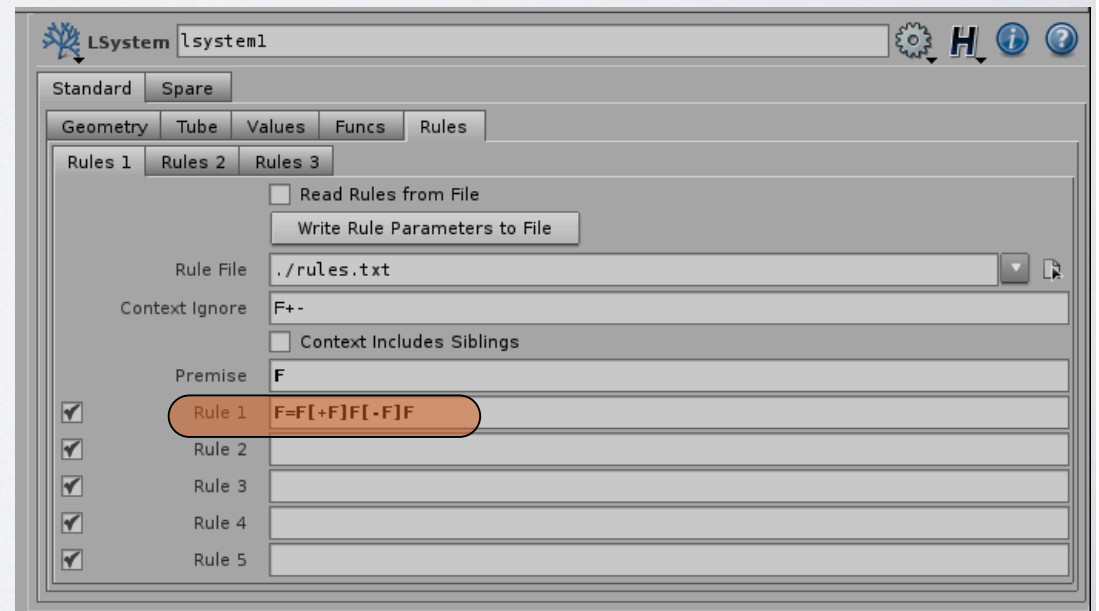 LSystem lsystem1 H i ?
Standard Spare
Geometry Tube Values Funcs Rules
Rules 1 Rules 2 Rules 3
Read Rules from File
Write Rule Parameters to File
Rule File ./rules.txt
Context Ignore F+-
Context Includes Siblings
Premise F
Rule 1 F=F[+F]F[-F]F
Rule 2
Rule 3
Rule 4
Rule 5